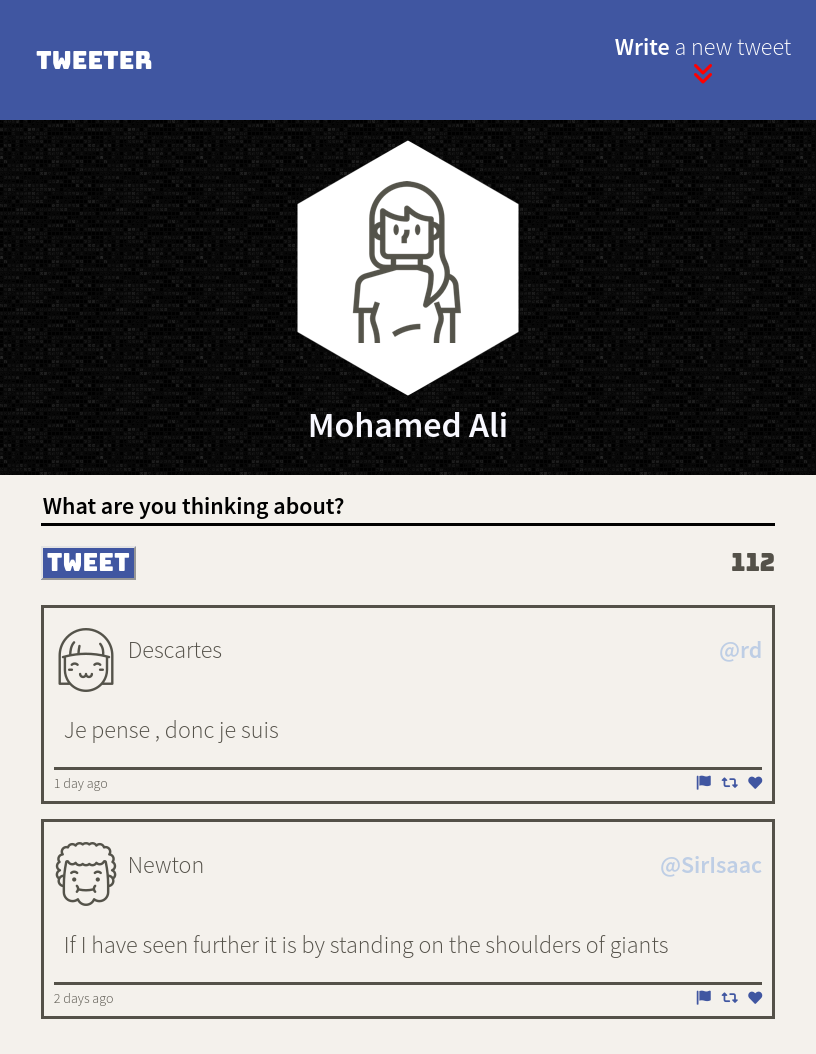 TWEETER
Write a new tweet
Mohamed Ali
What are you thinking about?
TWEET
112
Descartes
@rd
Je pense , donc je suis
1 day ago
Newton
@SirIsaac
If I have seen further it is by standing on the shoulders of giants
2 days ago